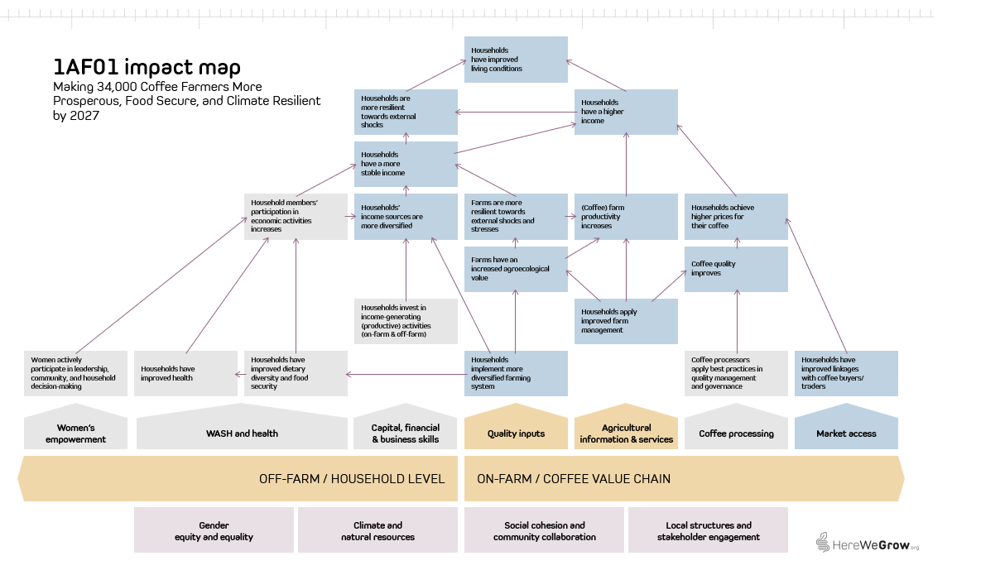 1AF01 impact map
Making 34,000 Coffee Farmers More
Prosperous, Food Secure, and Climate Resilient
by 2027
Households
have improved
living conditions
Households are
more resilient
towards external
shocks
Households
have a higher
income
Households
have a more
stable income
Household members'
participation in
economic activities
increases
Households'
income sources are
more diversified
Farms are more
resilient towards
external shocks and
stresses
(Coffee) farm
productivity
increases
Households achieve
higher prices for
their coffee
Farms have an
increased agroecological
value
Coffee quality
improves
Households invest in
income-generating
(productive) activities
(on-farm & off-farm)
Households apply
improved farm
management
Women actively
participate in leadership,
community, and household
decision-making
Households have
improved health
Households have
improved dietary
diversity and food
security
Households
implement more
diversified farming
system
Coffee processors
apply best practices in
quality management
and governance
Households have
improved linkages
with coffee buyers/
traders
Women's
empowerment
WASH and health
Capital, financial
& business skills
Quality inputs
Agricultural
information & services
Coffee processing
Market access
OFF-FARM / HOUSEHOLD LEVEL
ON-FARM / COFFEE VALUE CHAIN
Gender
equity and equality
Climate and
natural resources
Social cohesion and
community collaboration
Local structures and
stakeholder engagement
HereWeGrow.org